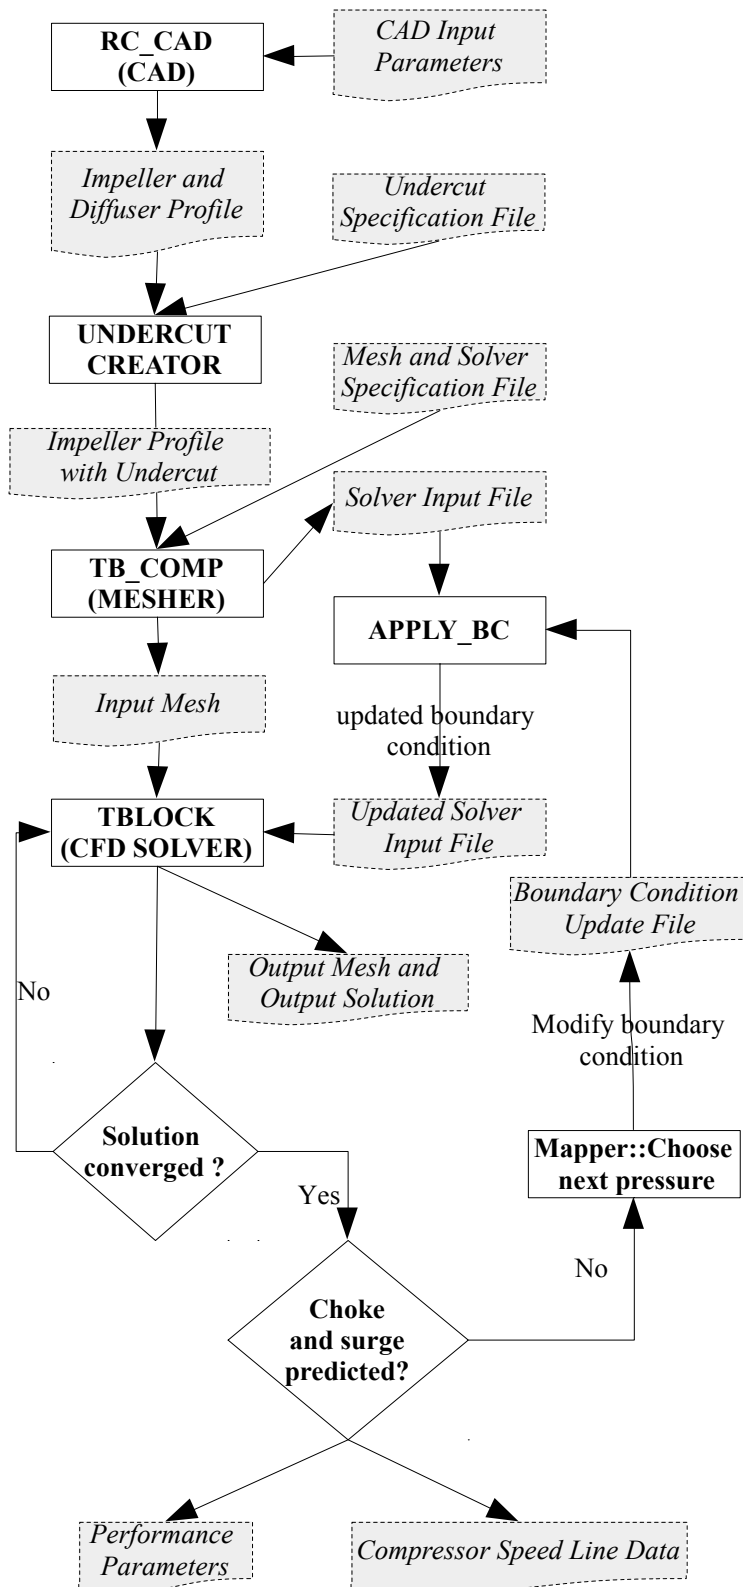 RC_CAD
(CAD)
CAD Input
Parameters
Impeller and
Diffuser Profile
Undercut
Specification File
UNDERCUT
CREATOR
Mesh and Solver
Specification File
Impeller Profile
with Undercut
Solver Input File
TB_COMP
(MESHER)
APPLY_BC
Input Mesh
updated boundary
condition
TBLOCK
(CFD SOLVER)
Updated Solver
Input File
Boundary Condition
Update File
Output Mesh and
Output Solution
No
Modify boundary
condition
Solution
converged ?
Mapper::Choose
next pressure
Yes
No
Choke
and surge
predicted?
Performance
Parameters
Compressor Speed Line Data